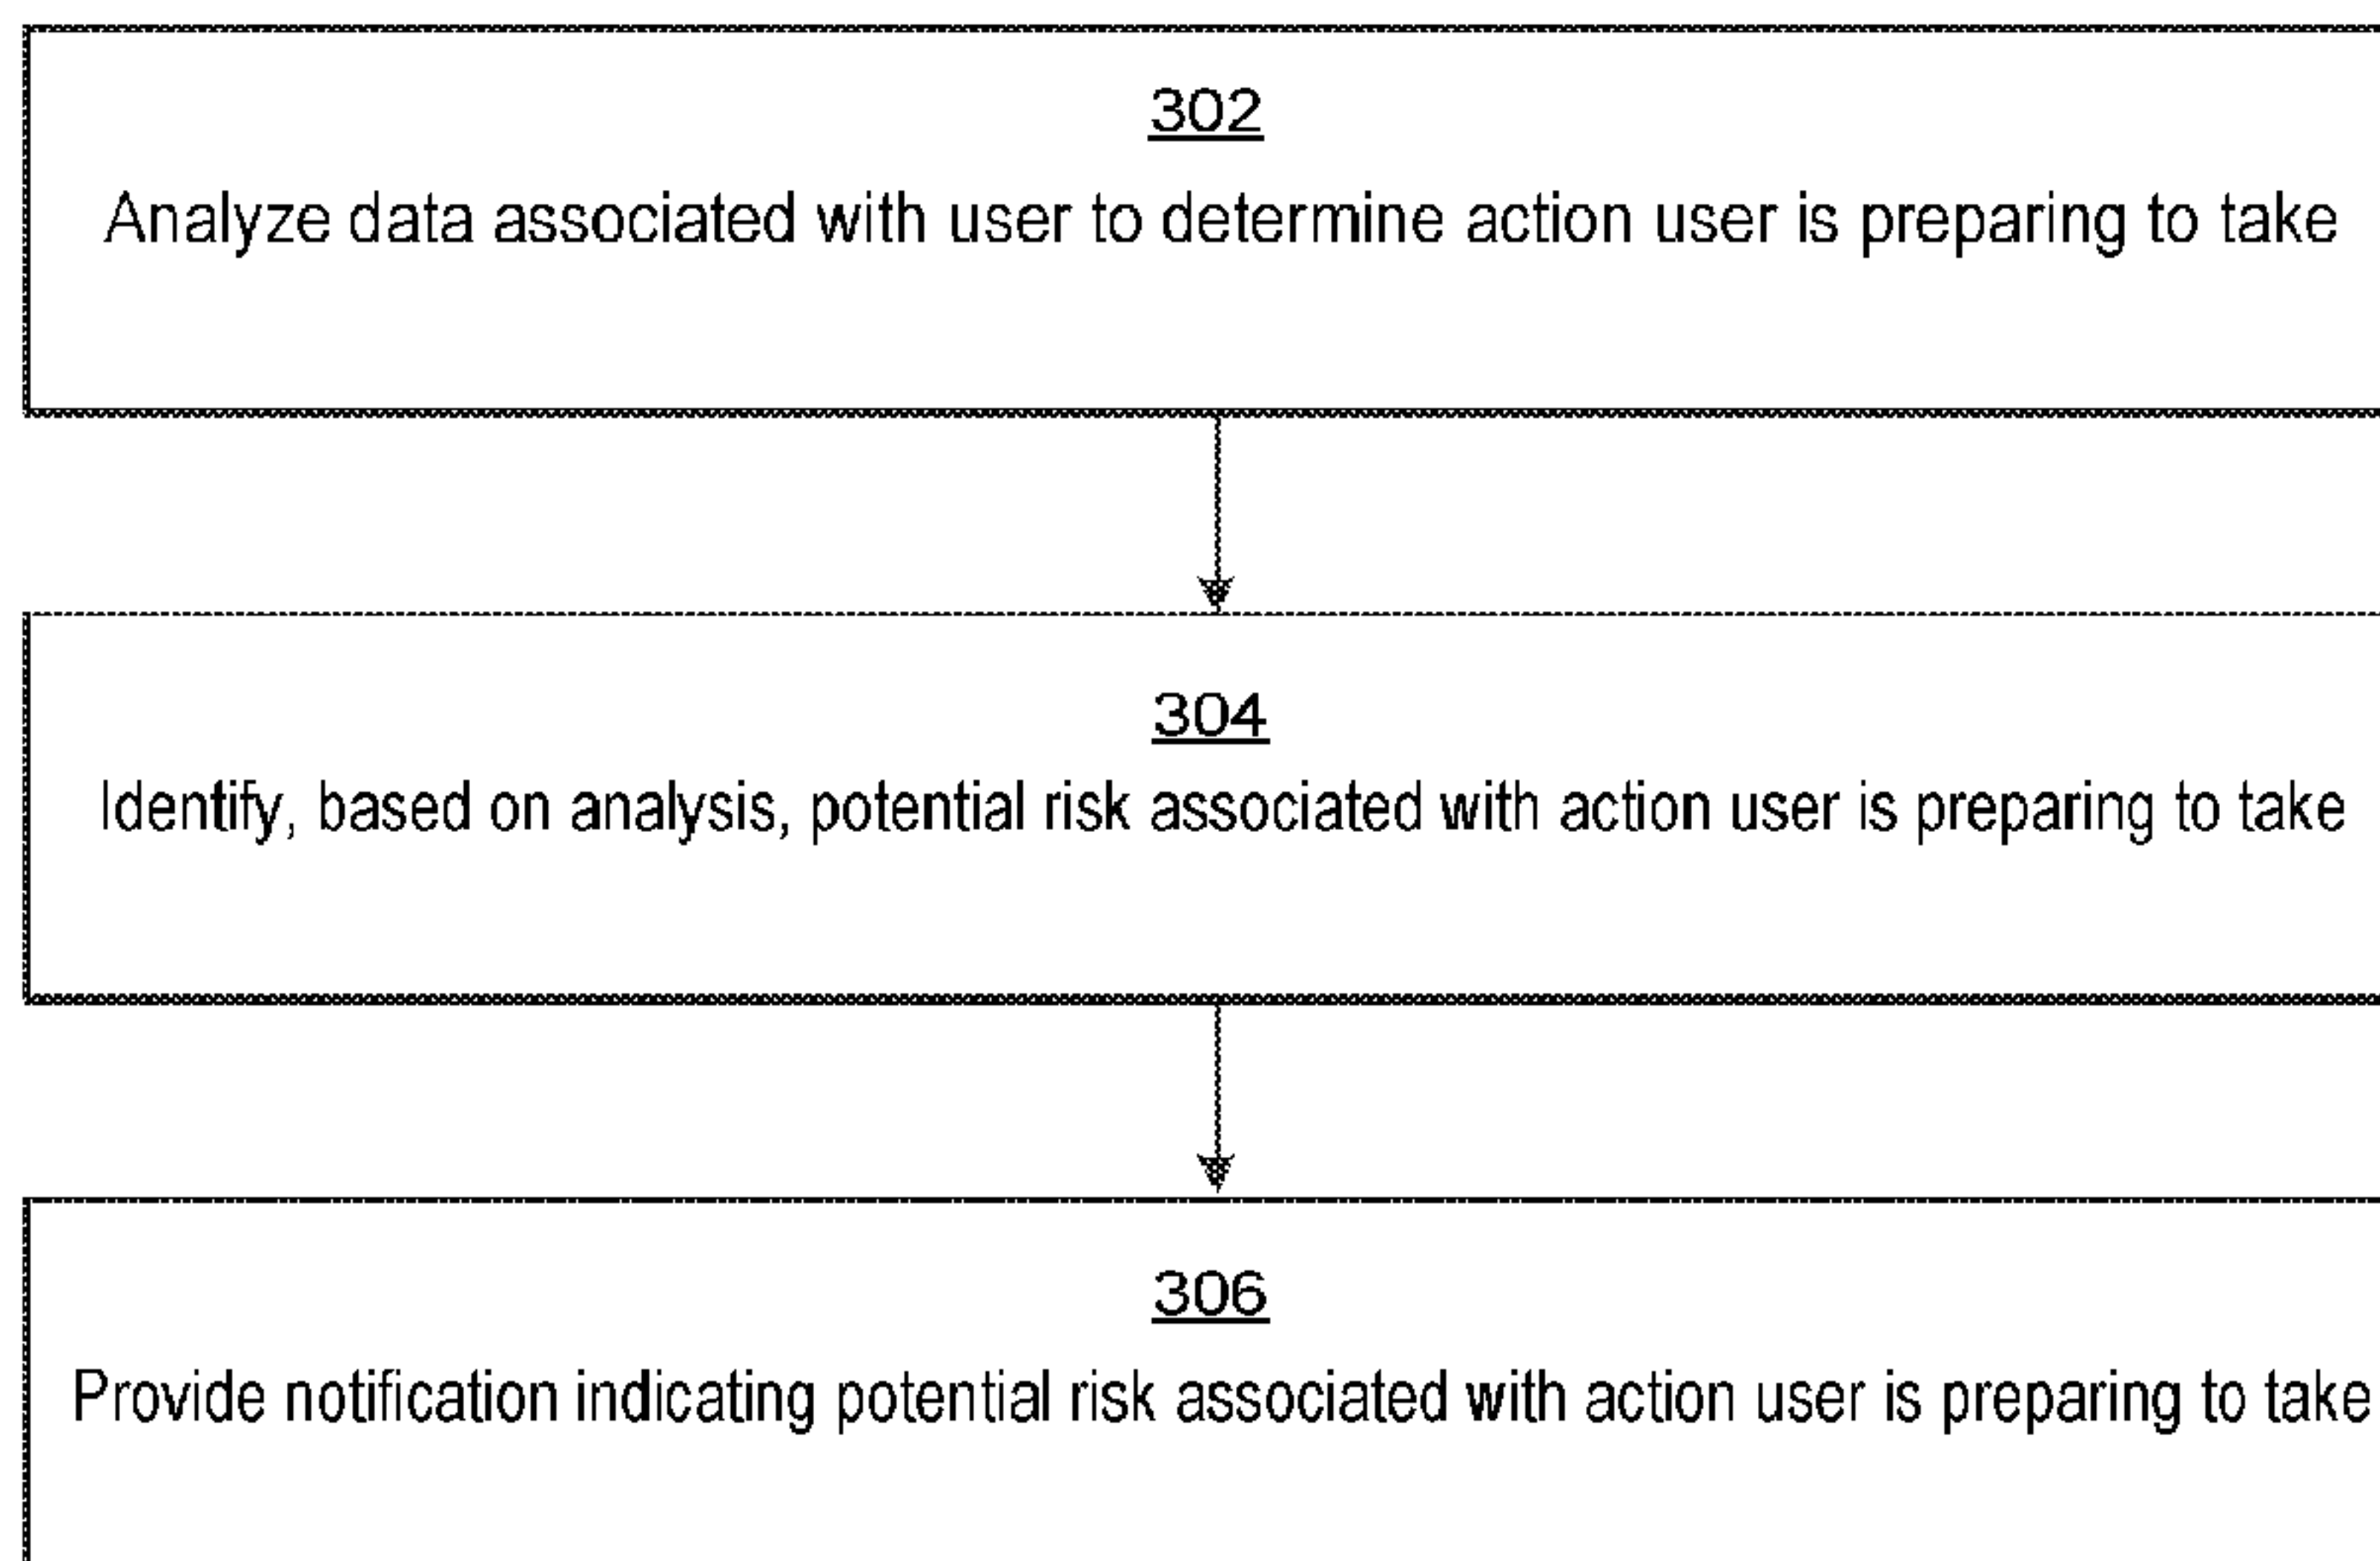 302
Analyze data associated with user to determine action user is preparing to take
304
Identify, based on analysis, potential risk associated with action user is preparing to take
306
Provide notification indicating potential risk associated with action user is preparing to take